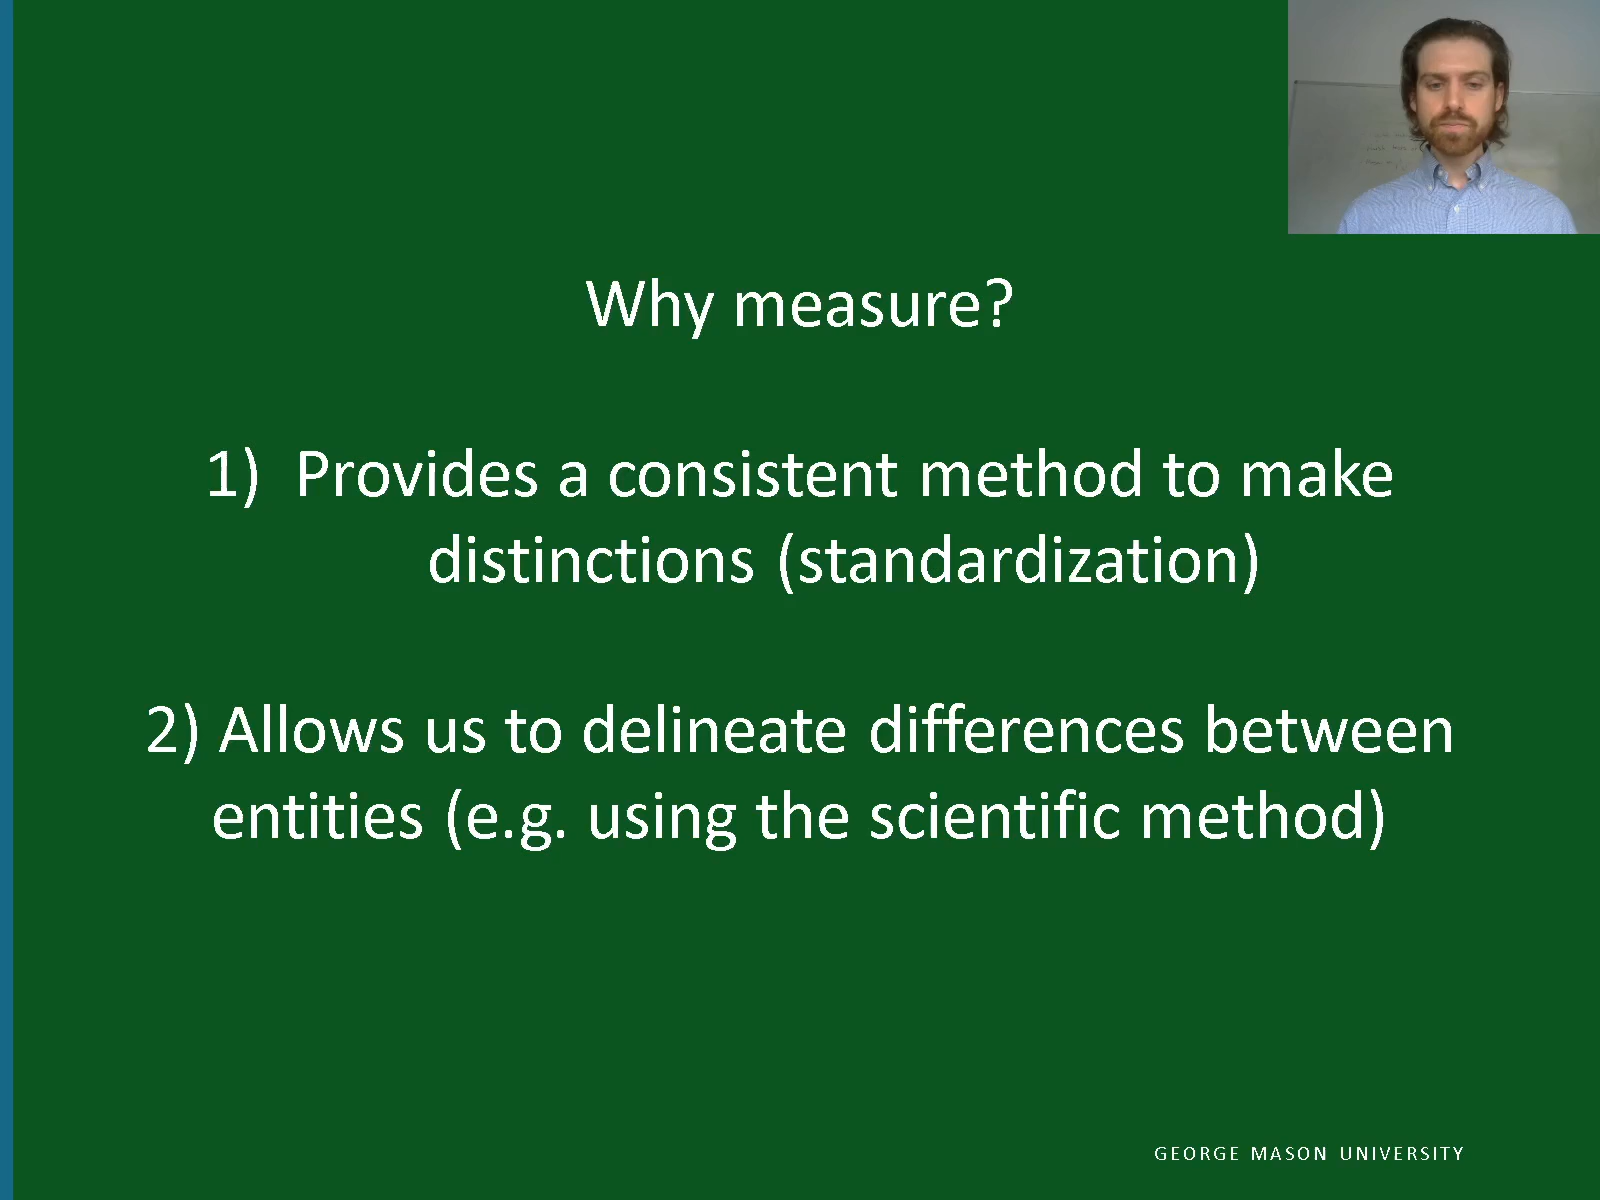 Why measure?
1) Provides a consistent method to make
distinctions (standardization)
2) Allows us to delineate differences between
entities (e.g. using the scientific method)
GEORGE MASON UNIVERSITY